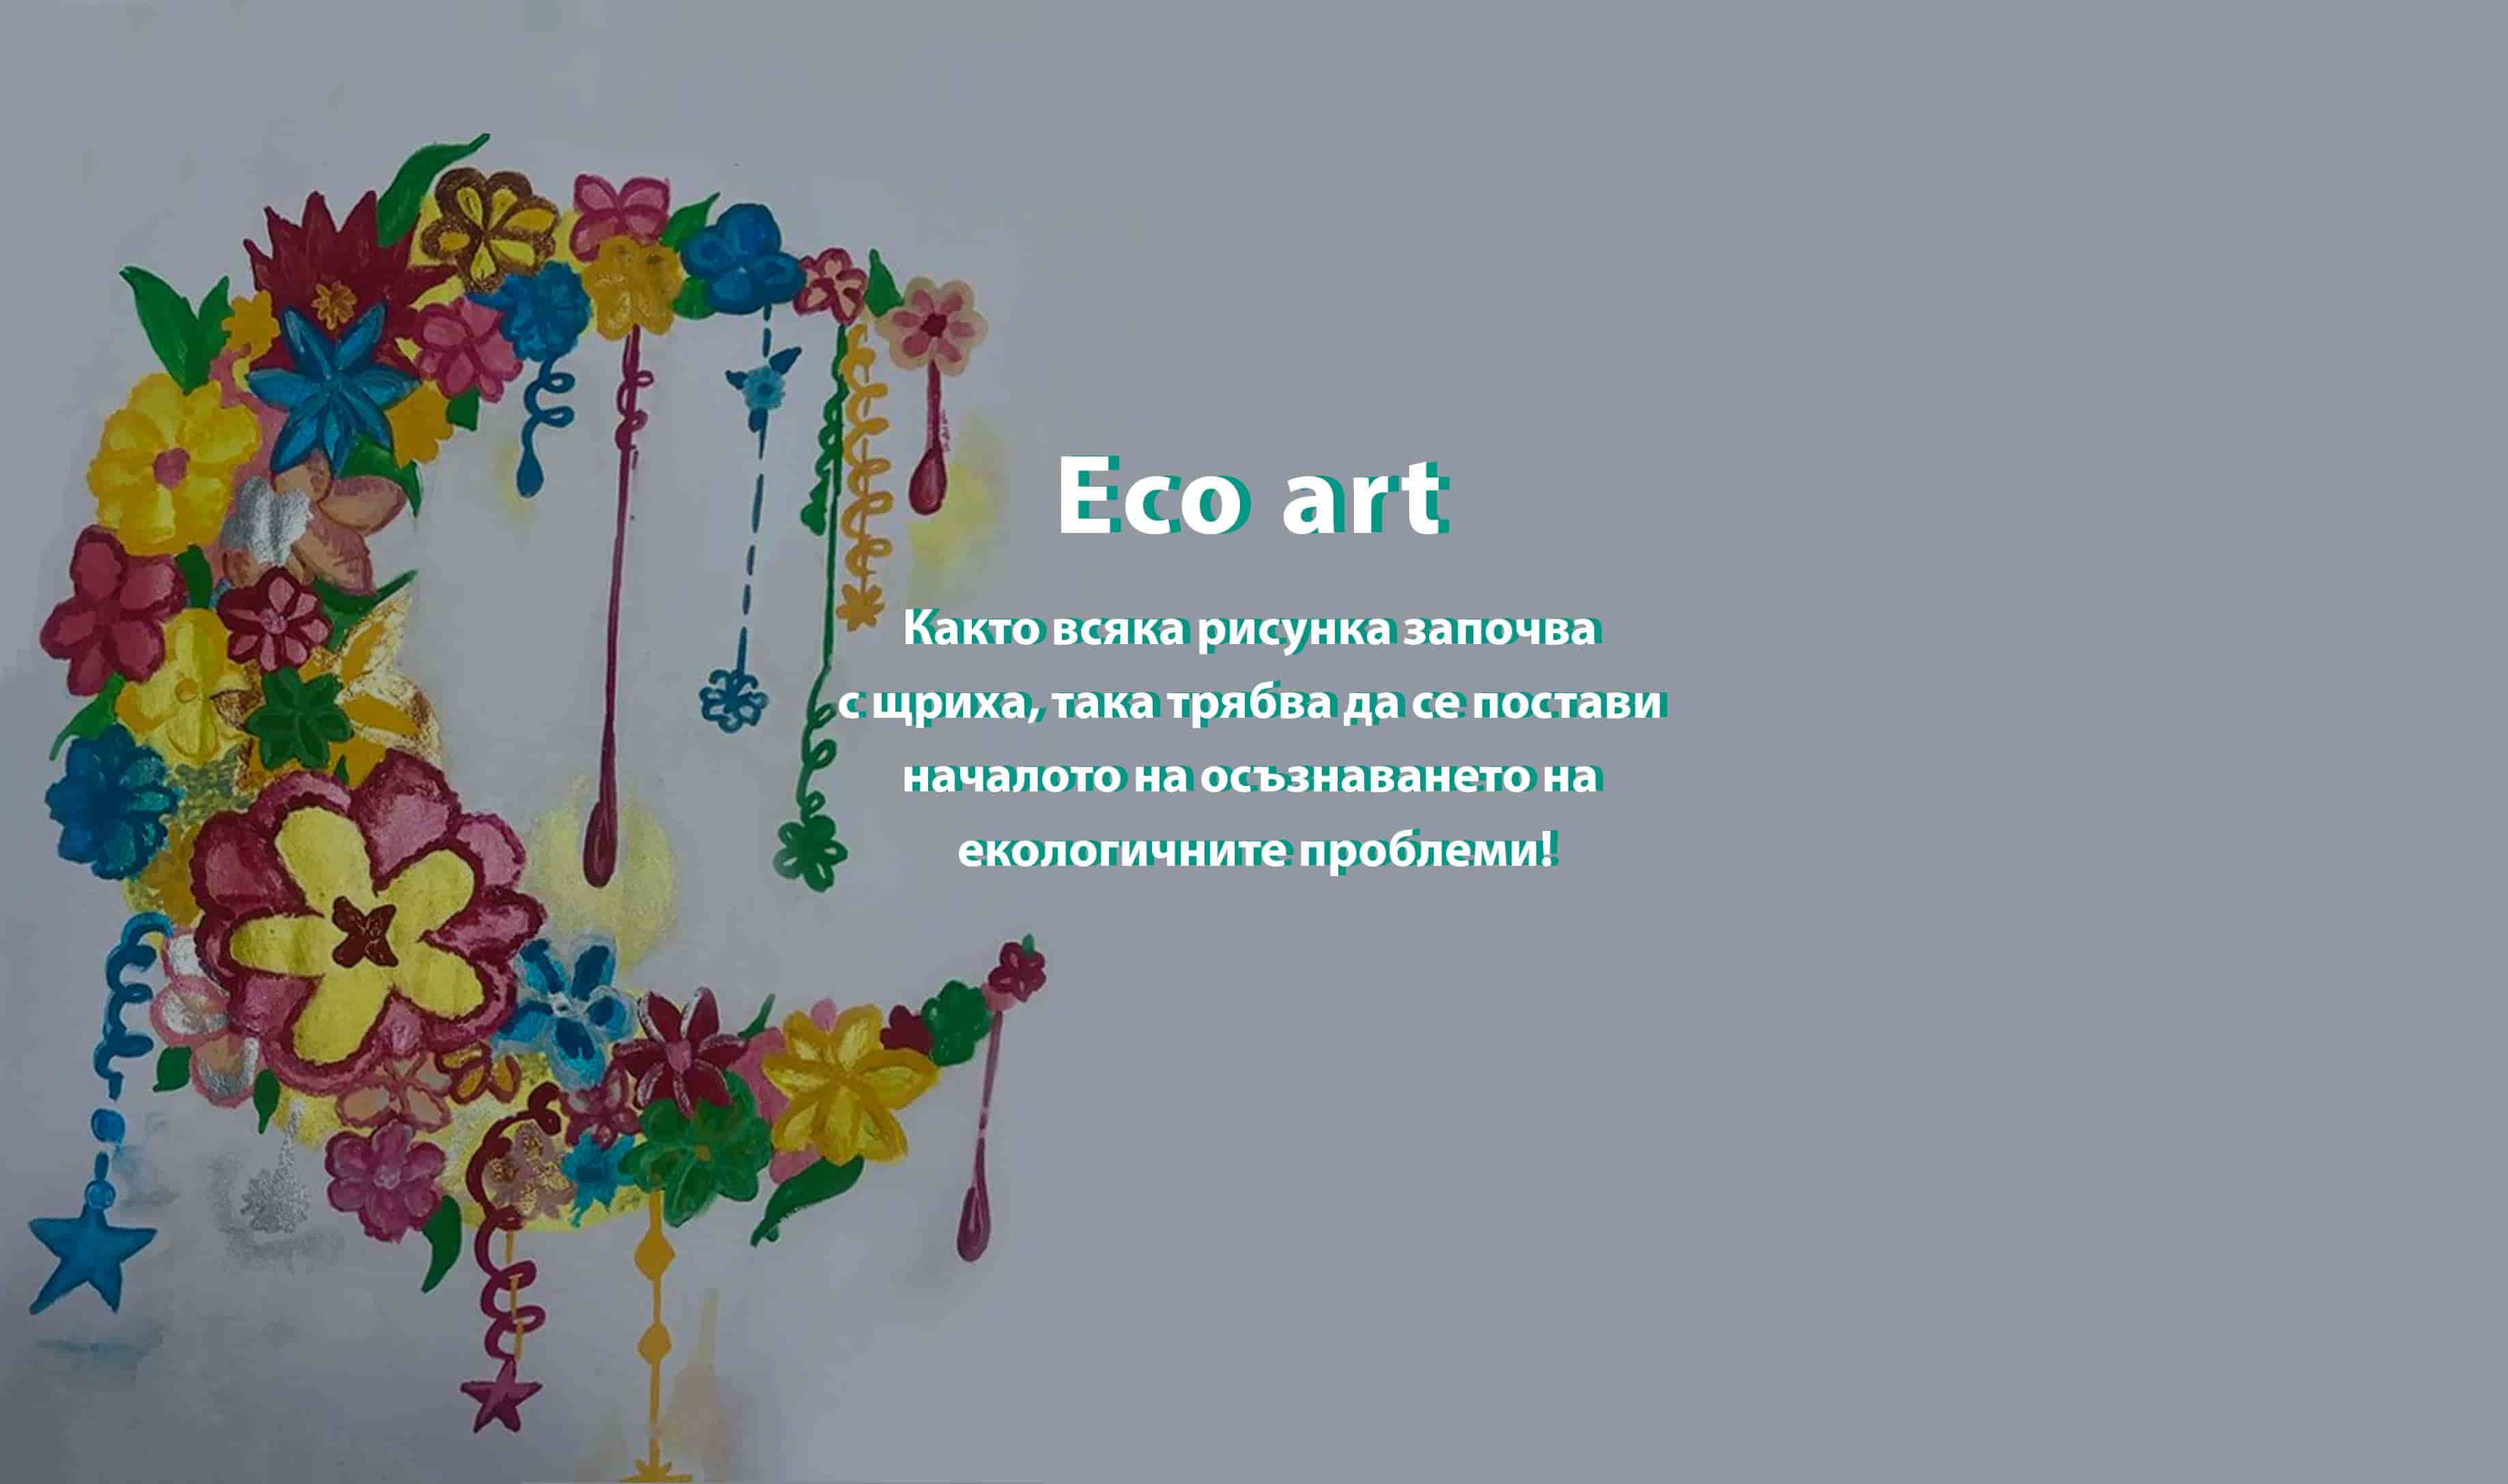 Eco art
Както всяка рисунка започва
с щриха, така трябва да се постави
началото на осъзнаването на
екологичните проблеми!